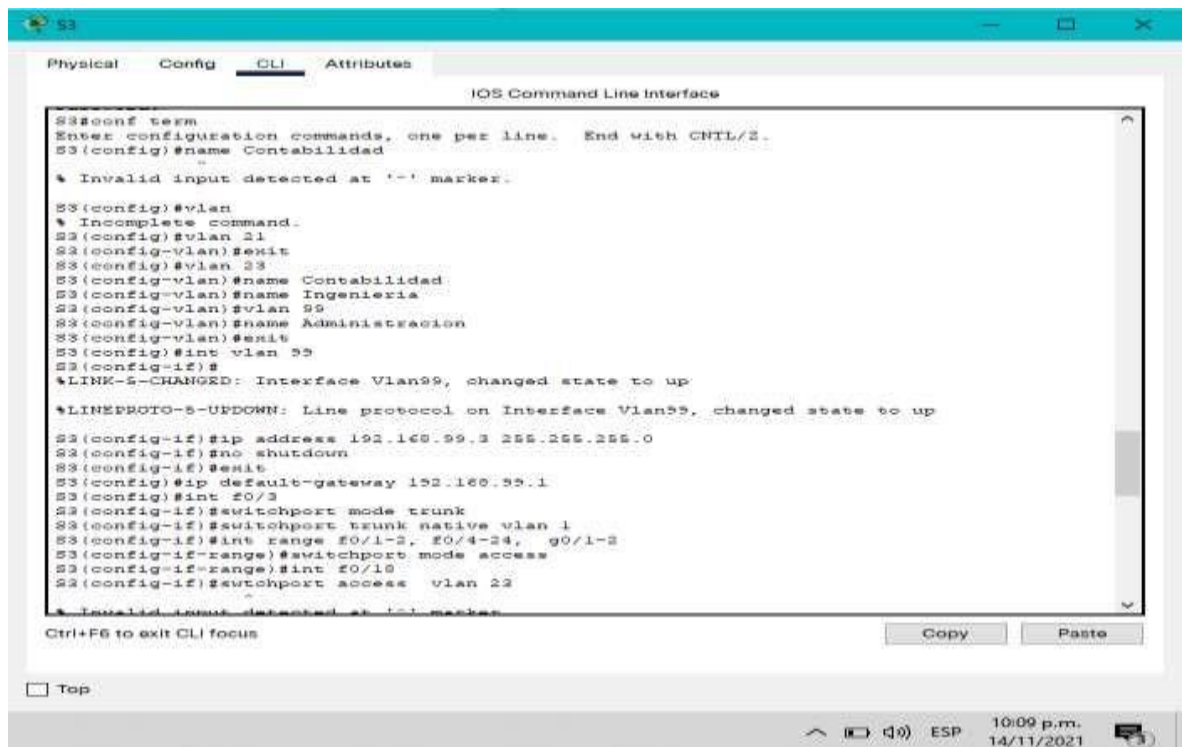 S3
Physical Config CLI Attributes
IOS Command Line Interface
S3#conf term
Enter configuration commands, one per line. End with CNTL/Z.
S3(config)#name Contabilidad
^
% Invalid input detected at '^' marker.
S3(config)#vlan
% Incomplete command.
S3(config)#vlan 21
S3(config-vlan)#exit
S3(config)#vlan 23
S3(config-vlan)#name Contabilidad
S3(config-vlan)#name Ingenieria
S3(config-vlan)#vlan 99
S3(config-vlan)#name Administracion
S3(config-vlan)#exit
S3(config)#int vlan 99
S3(config-if)#
%LINK-5-CHANGED: Interface Vlan99, changed state to up
%LINEPROTO-5-UPDOWN: Line protocol on Interface Vlan99, changed state to up
S3(config-if)#ip address 192.168.99.3 255.255.255.0
S3(config-if)#no shutdown
S3(config-if)#exit
S3(config)#ip default-gateway 192.168.99.1
S3(config)#int f0/3
S3(config-if)#switchport mode trunk
S3(config-if)#switchport trunk native vlan 1
S3(config-if)#int range f0/1-2, f0/4-24, g0/1-2
S3(config-if-range)#switchport mode access
S3(config-if-range)#int f0/18
S3(config-if)#swtchport access vlan 23
^
% Invalid input detected at '^' marker
Ctrl+F6 to exit CLI focus
Copy Paste
Top
ESP 10:09 p.m.
14/11/2021